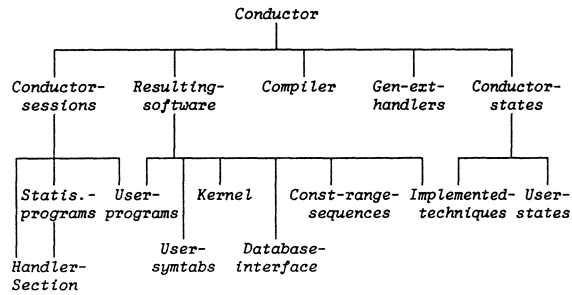 Conductor
Conductor-
sessions
Resulting-
software
Compiler
Gen-ext-
handlers
Conductor-
states
Statis.-
programs
User-
programs
Kernel
Const-range-
sequences
Implemented-
techniques
User-
states
User-
symtabs
Database-
interface
Handler-
Section